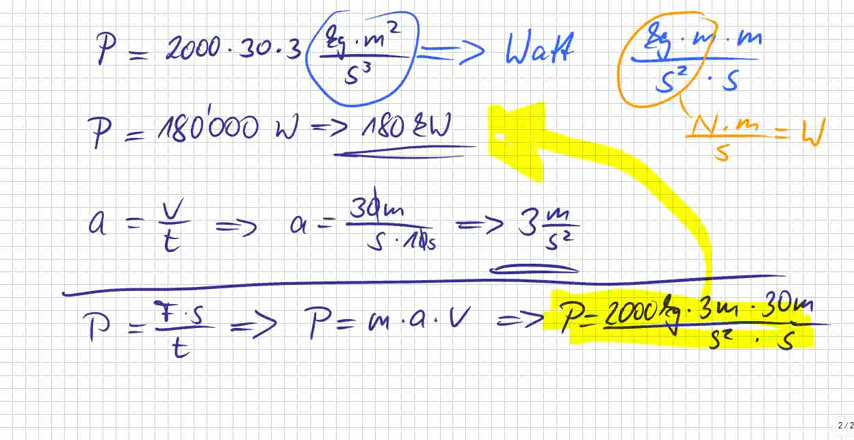 P = 2000 · 30 · 3 kg · m² / s³ => Watt kg · m · m / s² · s
P = 180'000 W => 180 kW N · m / s = W
a = v / t => a = 30 m / s · 10s => 3 m / s²
P = F · s / t => P = m · a · v => P = 2000kg · 3m · 30m / s² · s
2 / 2